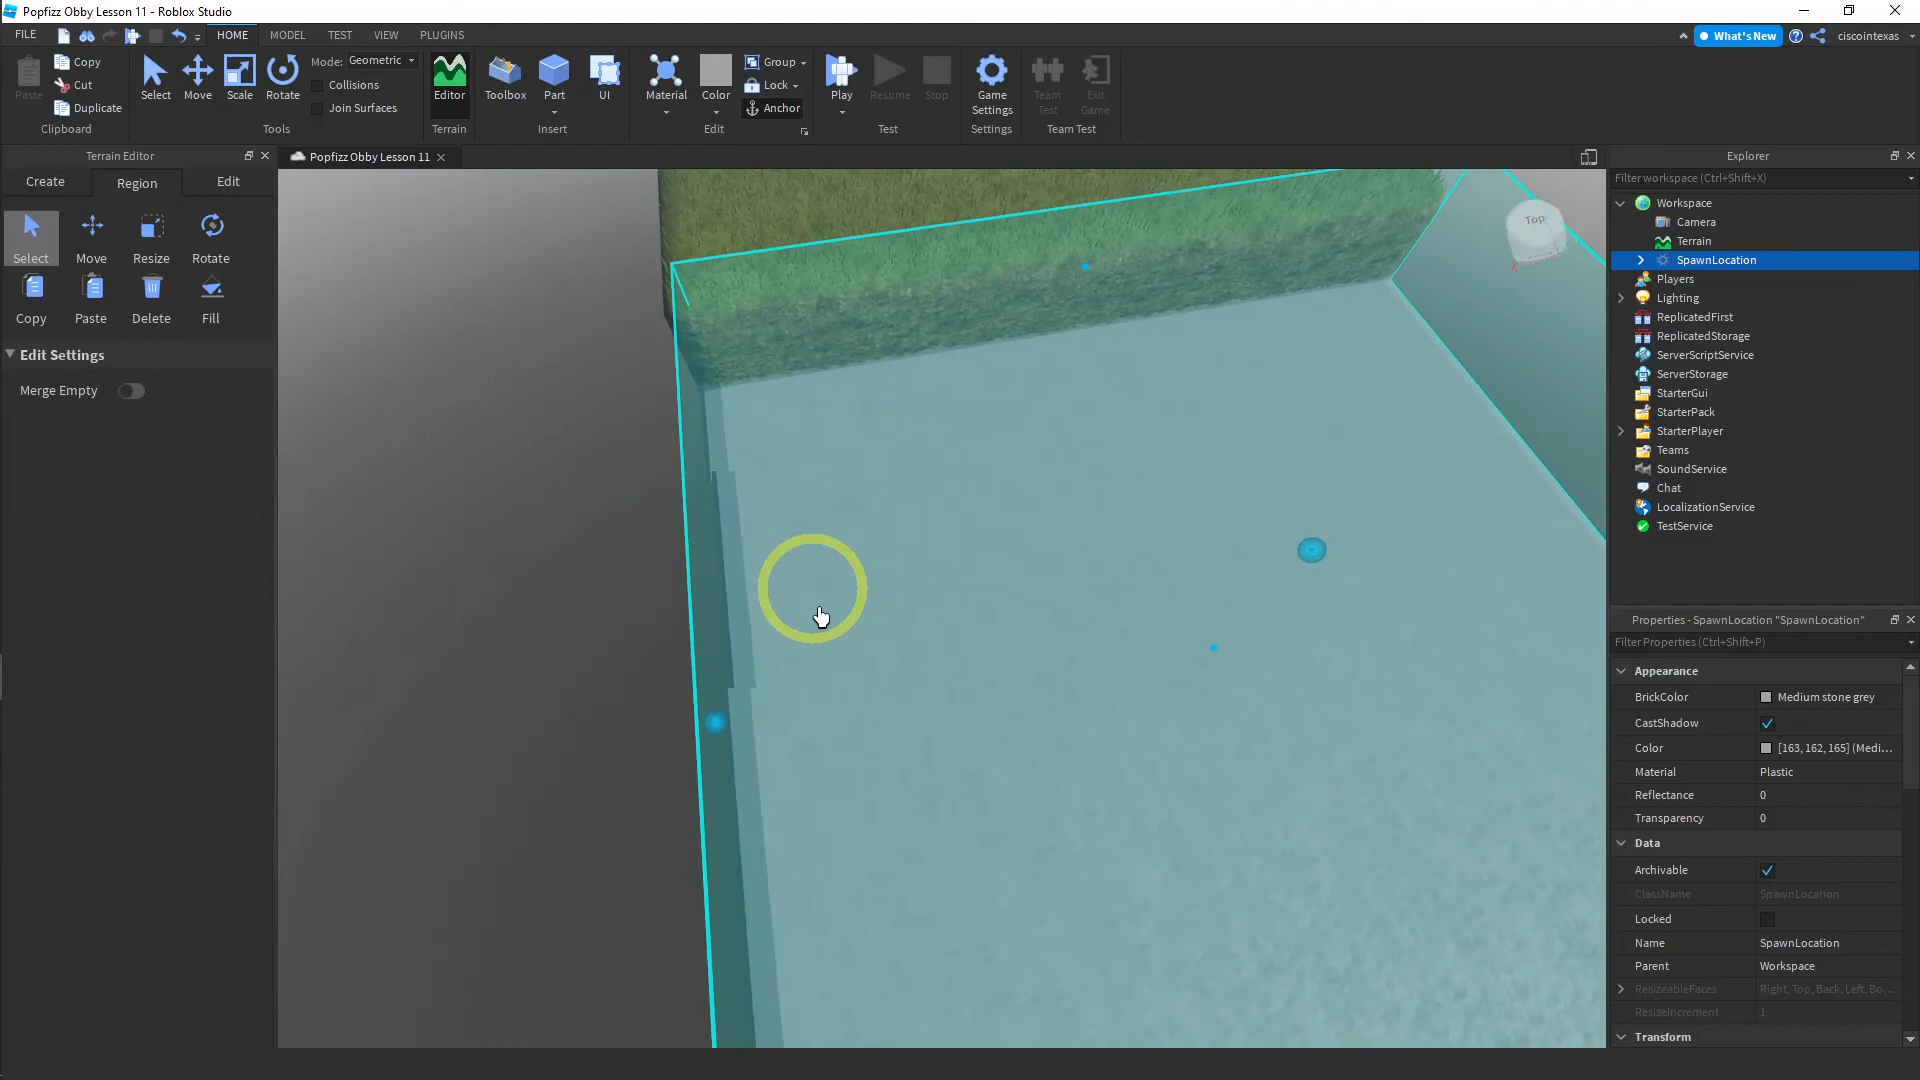 Popfizz Obby Lesson 11 - Roblox Studio
FILE HOME MODEL TEST VIEW PLUGINS What's New ciscointexas
Paste Copy Cut Duplicate Clipboard
Select Move Scale Rotate Mode: Geometric Collisions Join Surfaces Tools
Editor Terrain
Toolbox Part UI Insert
Material Color Group Lock Anchor Edit
Play Resume Stop Test
Game Settings Settings
Team Test Exit Game Team Test
Terrain Editor
Create Region Edit
Select Move Resize Rotate
Copy Paste Delete Fill
Edit Settings
Merge Empty
Popfizz Obby Lesson 11
Top
X
Explorer
Filter workspace (Ctrl+Shift+X)
Workspace
Camera
Terrain
SpawnLocation
Players
Lighting
ReplicatedFirst
ReplicatedStorage
ServerScriptService
ServerStorage
StarterGui
StarterPack
StarterPlayer
Teams
SoundService
Chat
LocalizationService
TestService
Properties - SpawnLocation "SpawnLocation"
Filter Properties (Ctrl+Shift+P)
Appearance
BrickColor Medium stone grey
CastShadow
Color [163, 162, 165] (Medi...
Material Plastic
Reflectance 0
Transparency 0
Data
Archivable
ClassName SpawnLocation
Locked
Name SpawnLocation
Parent Workspace
ResizeableFaces Right, Top, Back, Left, Bo...
ResizeIncrement 1
Transform